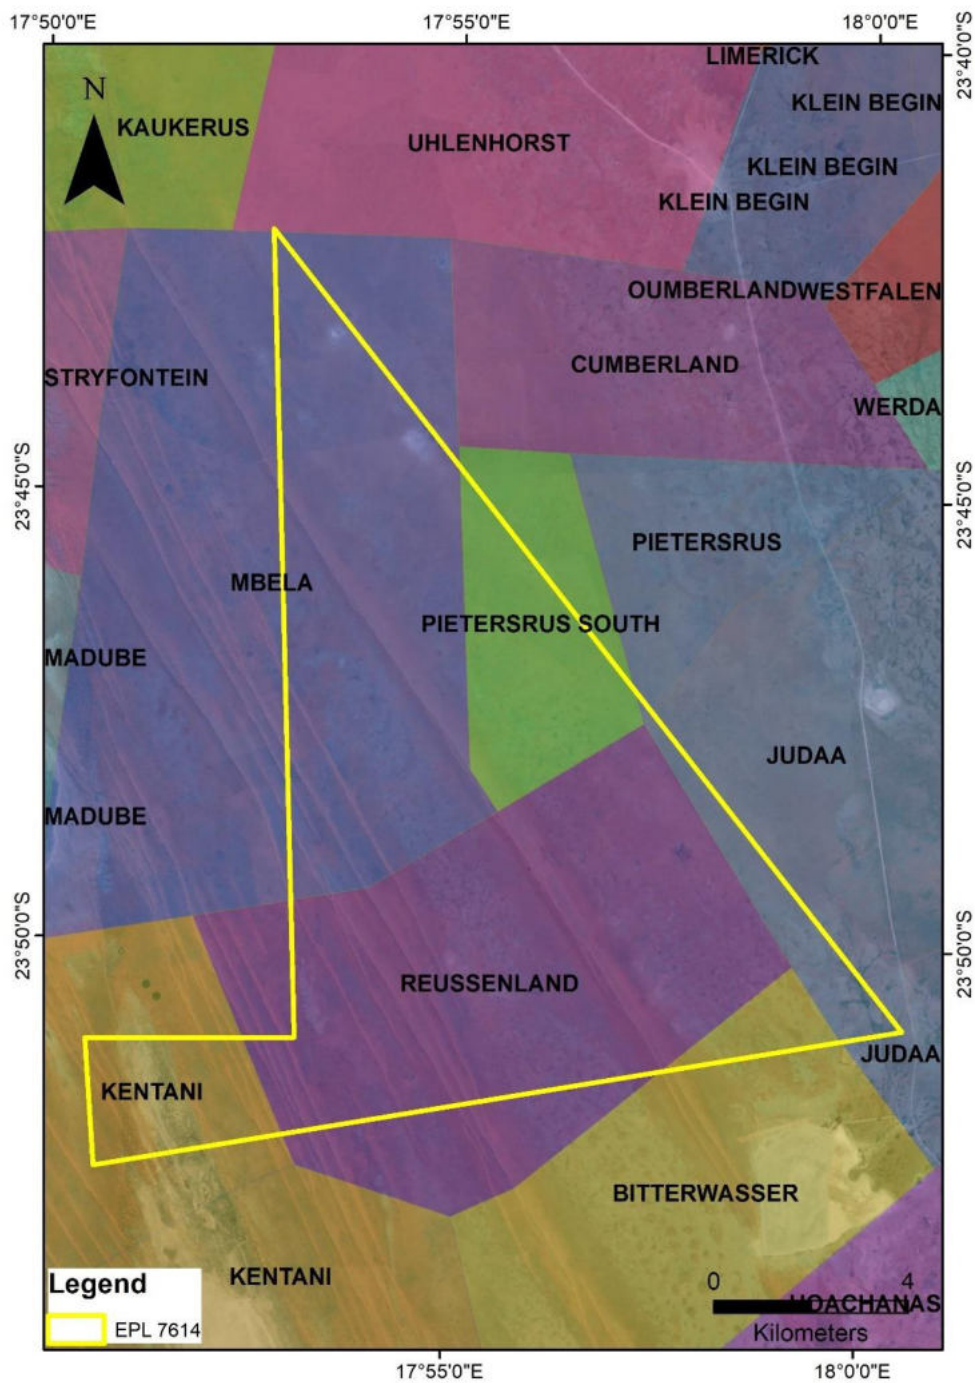 17°50'0"E
17°55'0"E
18°0'0"E
23°40'0"S
LIMERICK
N
KLEIN BEGIN
KAUKERUS
UHLENHORST
KLEIN BEGIN
KLEIN BEGIN
OUMBERLAND
WESTFALEN
CUMBERLAND
STRYFONTEIN
WERDA
23°45'0"S
23°45'0"S
PIETERSRUS
MBELA
PIETERSRUS SOUTH
MADUBE
JUDAA
MADUBE
23°50'0"S
23°50'0"S
REUSSENLAND
JUDAA
KENTANI
BITTERWASSER
KENTANI
Legend
EPL 7614
0 4
HOACHANAS
Kilometers
17°55'0"E
18°0'0"E